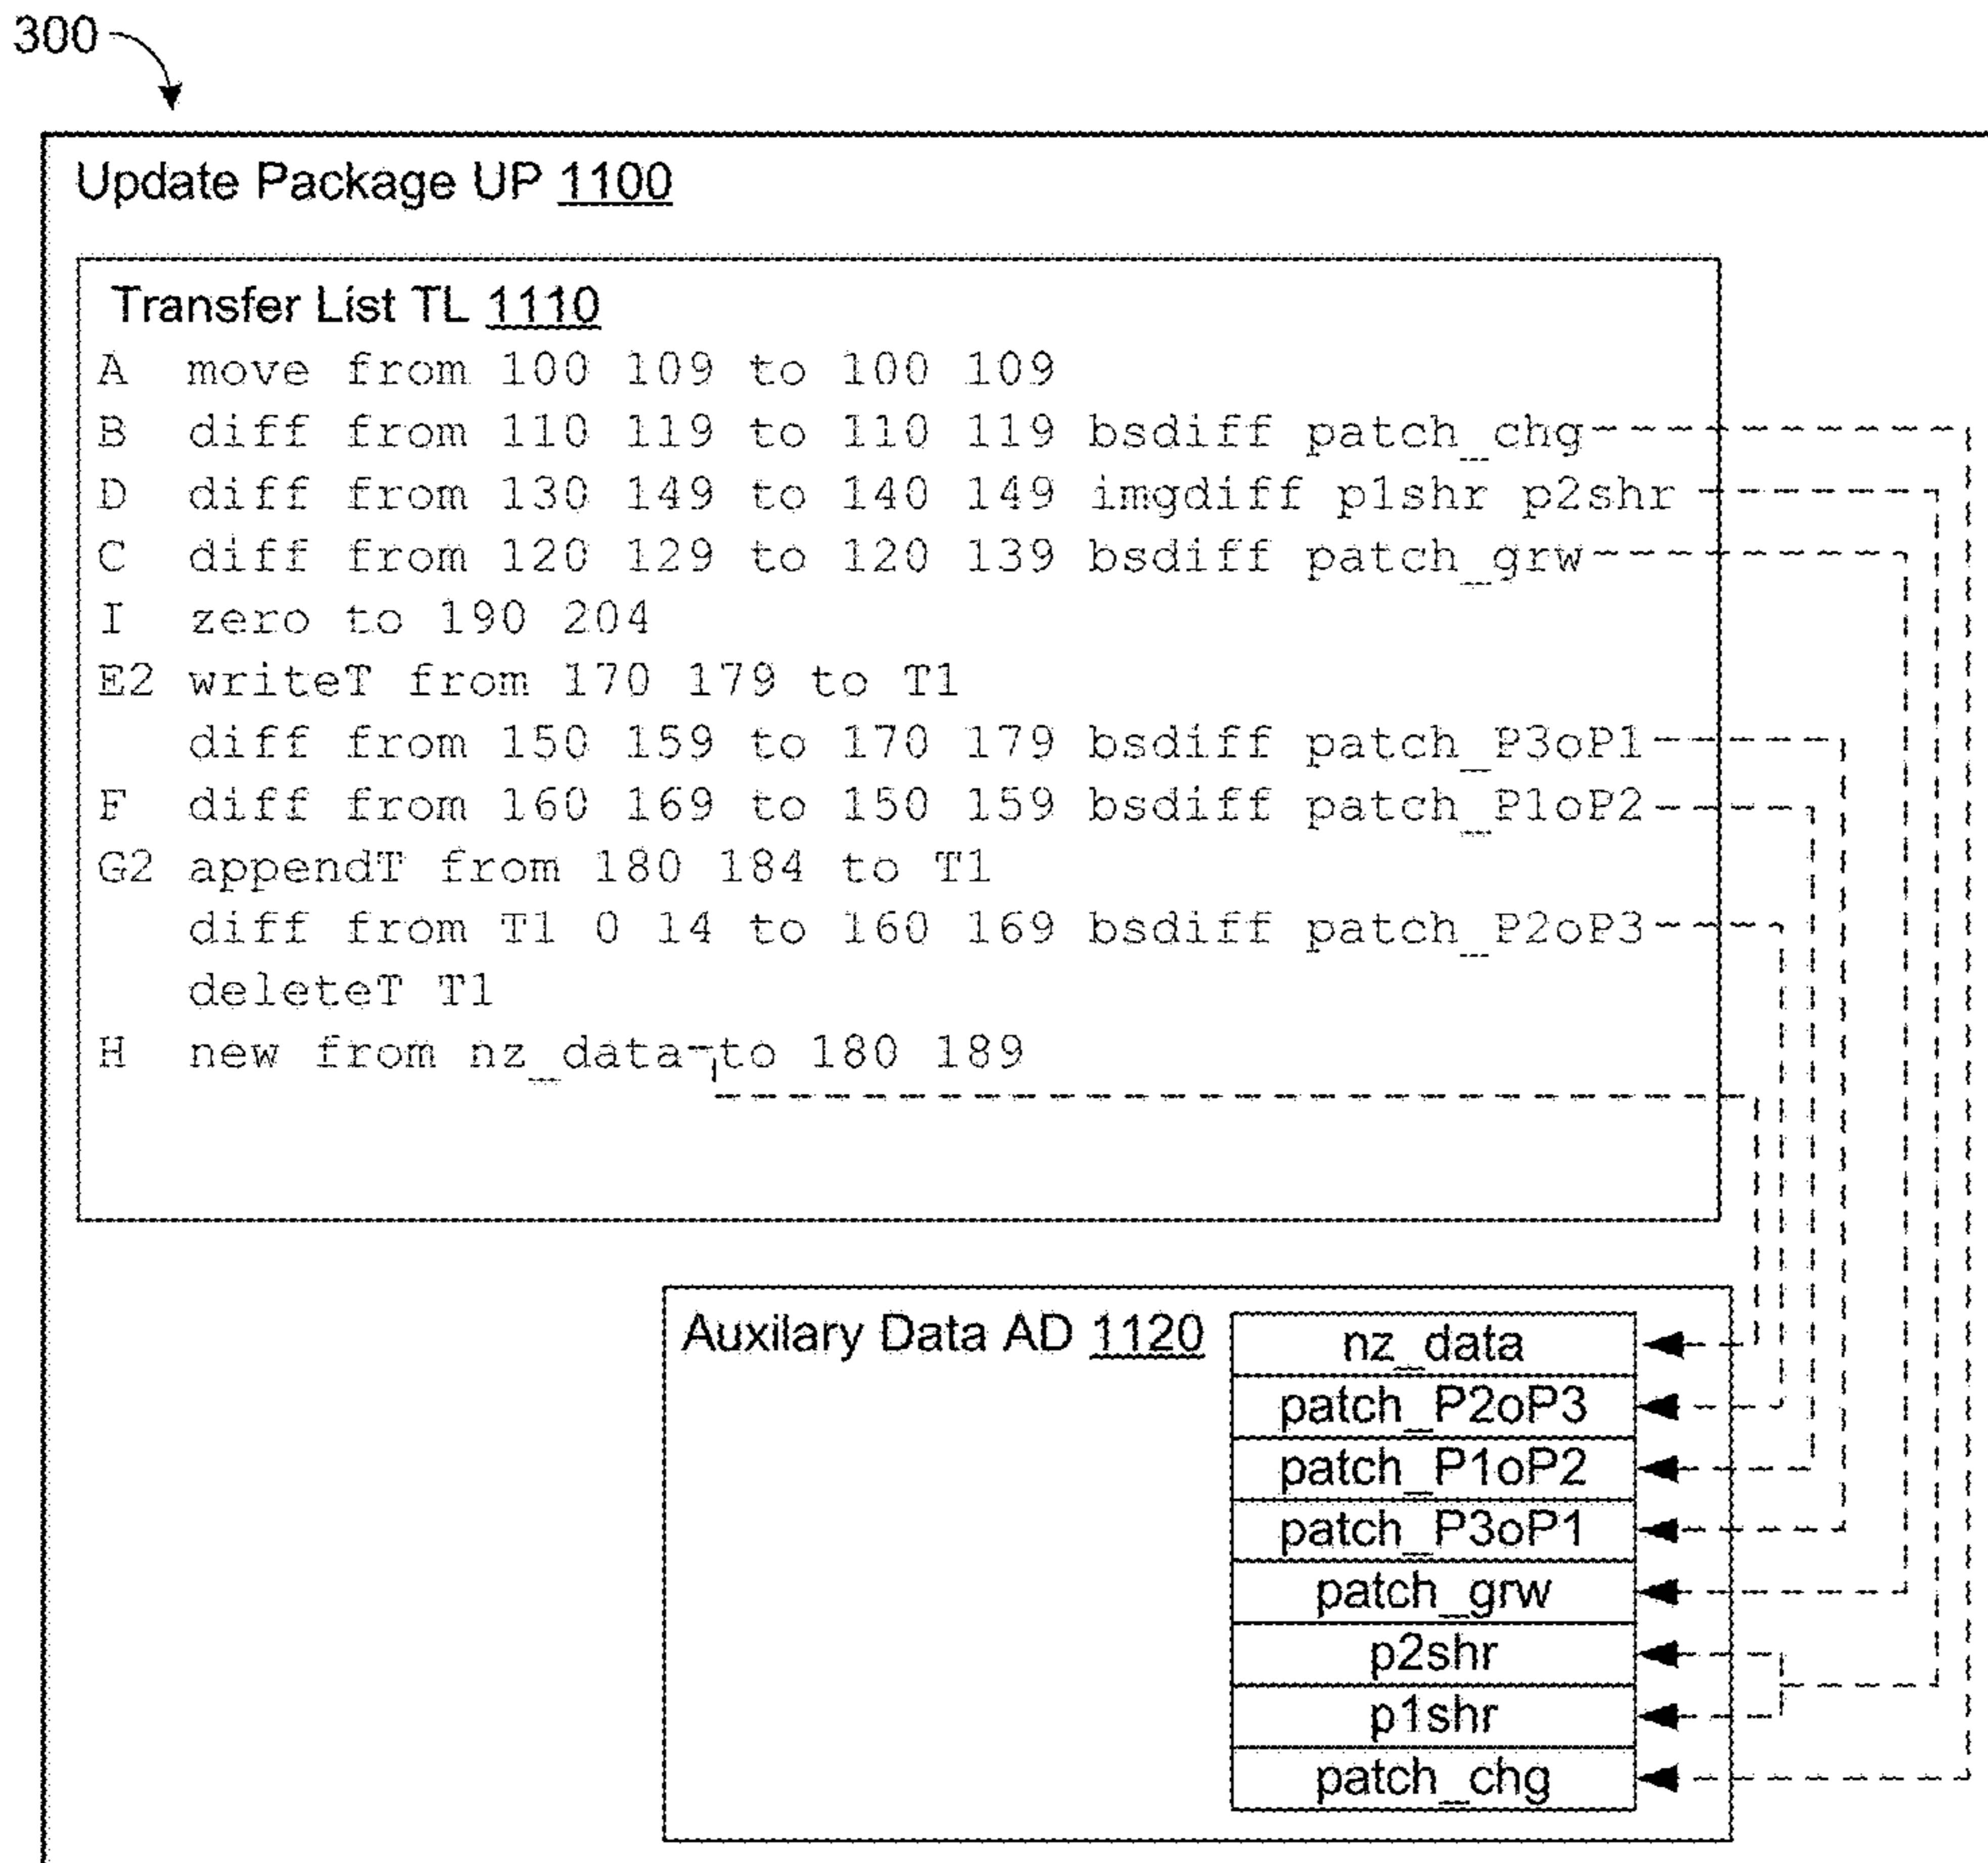 300
Update Package UP 1100
Transfer List TL 1110
A move from 100 109 to 100 109
B diff from 110 119 to 110 119 bsdiff patch_chg
D diff from 130 149 to 140 149 imgdiff p1shr p2shr
C diff from 120 129 to 120 139 bsdiff patch_grw
I zero to 190 204
E2 writeT from 170 179 to T1
diff from 150 159 to 170 179 bsdiff patch_P3oP1
F diff from 160 169 to 150 159 bsdiff patch_P1oP2
G2 appendT from 180 184 to T1
diff from T1 0 14 to 160 169 bsdiff patch_P2oP3
deleteT T1
H new from nz_data to 180 189
Auxilary Data AD 1120
nz_data
patch_P2oP3
patch_P1oP2
patch_P3oP1
patch_grw
p2shr
p1shr
patch_chg